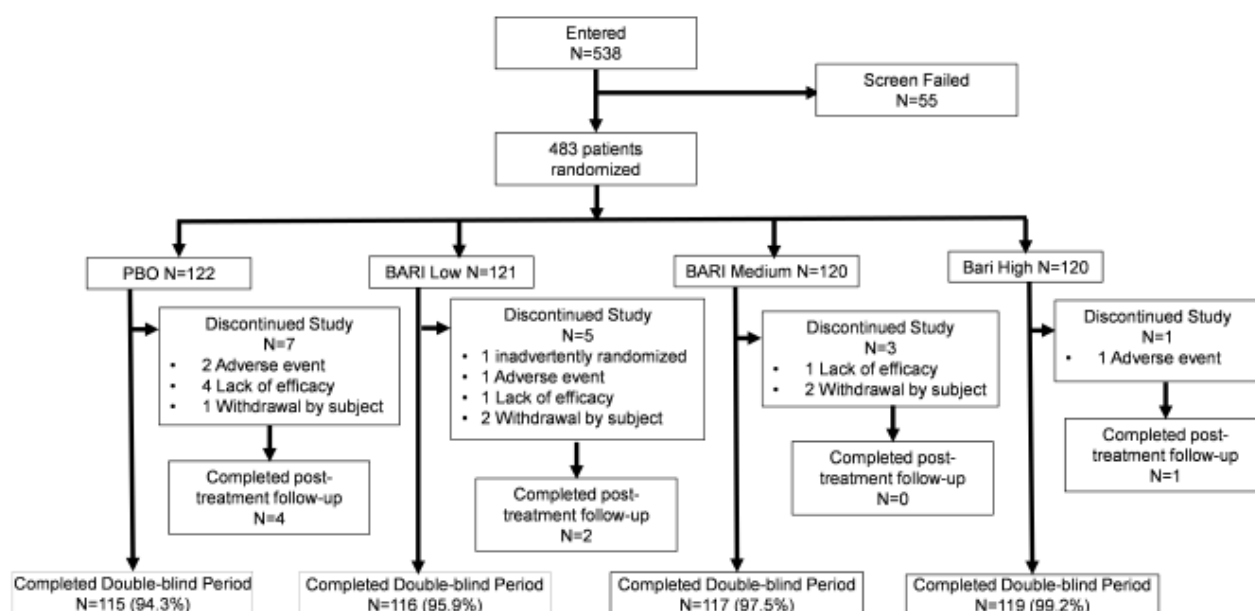 Entered
N=538
Screen Failed
N=55
483 patients
randomized
PBO N=122
BARI Low N=121
BARI Medium N=120
Bari High N=120
Discontinued Study
N=7
• 2 Adverse event
• 4 Lack of efficacy
• 1 Withdrawal by subject
Discontinued Study
N=5
• 1 inadvertently randomized
• 1 Adverse event
• 1 Lack of efficacy
• 2 Withdrawal by subject
Discontinued Study
N=3
• 1 Lack of efficacy
• 2 Withdrawal by subject
Discontinued Study
N=1
• 1 Adverse event
Completed post-
treatment follow-up
N=4
Completed post-
treatment follow-up
N=2
Completed post-
treatment follow-up
N=0
Completed post-
treatment follow-up
N=1
Completed Double-blind Period
N=115 (94.3%)
Completed Double-blind Period
N=116 (95.9%)
Completed Double-blind Period
N=117 (97.5%)
Completed Double-blind Period
N=119 (99.2%)